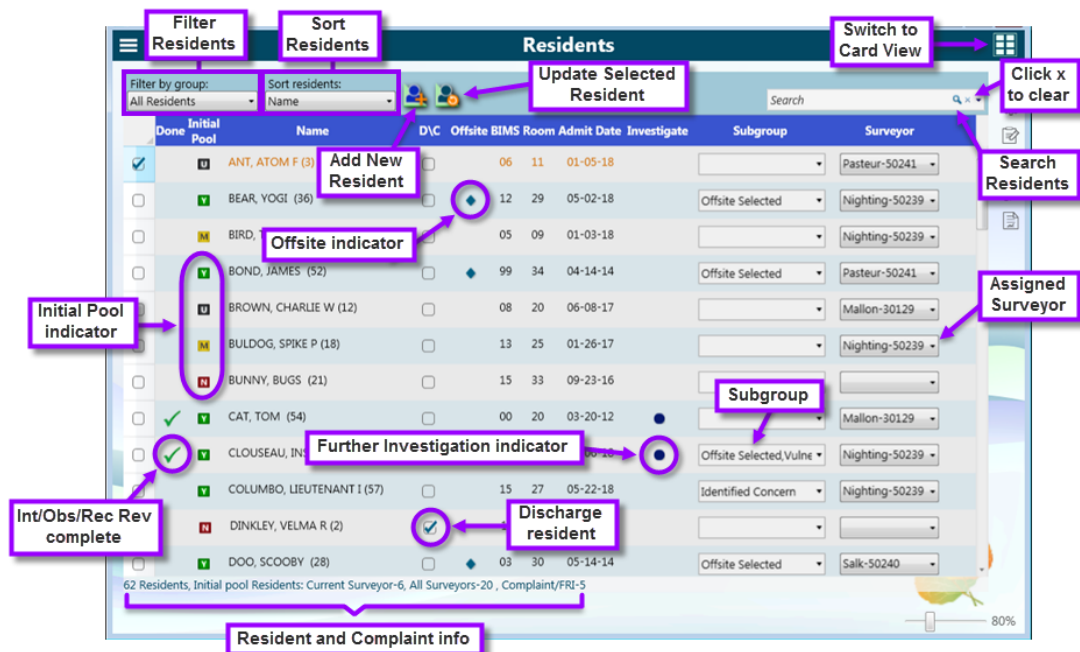 Filter
Residents
Sort
Residents
Residents
Switch to
Card View
Filter by group:
All Residents
Sort residents:
Name
Update Selected
Resident
Search
Click x
to clear
Done Initial Pool Name D\C Offsite BIMS Room Admit Date Investigate Subgroup Surveyor
U ANT, ATOM F (3) 06 11 01-05-18 Pasteur-50241
Add New
Resident
Search
Residents
Y BEAR, YOGI (36) 12 29 05-02-18 Offsite Selected Nighting-50239
Offsite indicator
M BIRD, 05 09 01-03-18 Nighting-50239
Y BOND, JAMES (52) 99 34 04-14-14 Offsite Selected Pasteur-50241
Initial Pool
indicator
Assigned
Surveyor
U BROWN, CHARLIE W (12) 08 20 06-08-17 Mallon-30129
M BULDOG, SPIKE P (18) 13 25 01-26-17 Nighting-50239
N BUNNY, BUGS (21) 15 33 09-23-16
Subgroup
Y CAT, TOM (54) 00 20 03-20-12 Mallon-30129
Further Investigation indicator
Y CLOUSEAU, Offsite Selected,Vulne Nighting-50239
Y COLUMBO, LIEUTENANT I (57) 15 27 05-22-18 Identified Concern Nighting-50239
Int/Obs/Rec Rev
complete
Discharge
resident
N DINKLEY, VELMA R (2)
Y DOO, SCOOBY (28) 03 30 05-14-14 Offsite Selected Salk-50240
62 Residents, Initial pool Residents: Current Surveyor-6, All Surveyors-20 , Complaint/FRI-5
80%
Resident and Complaint info